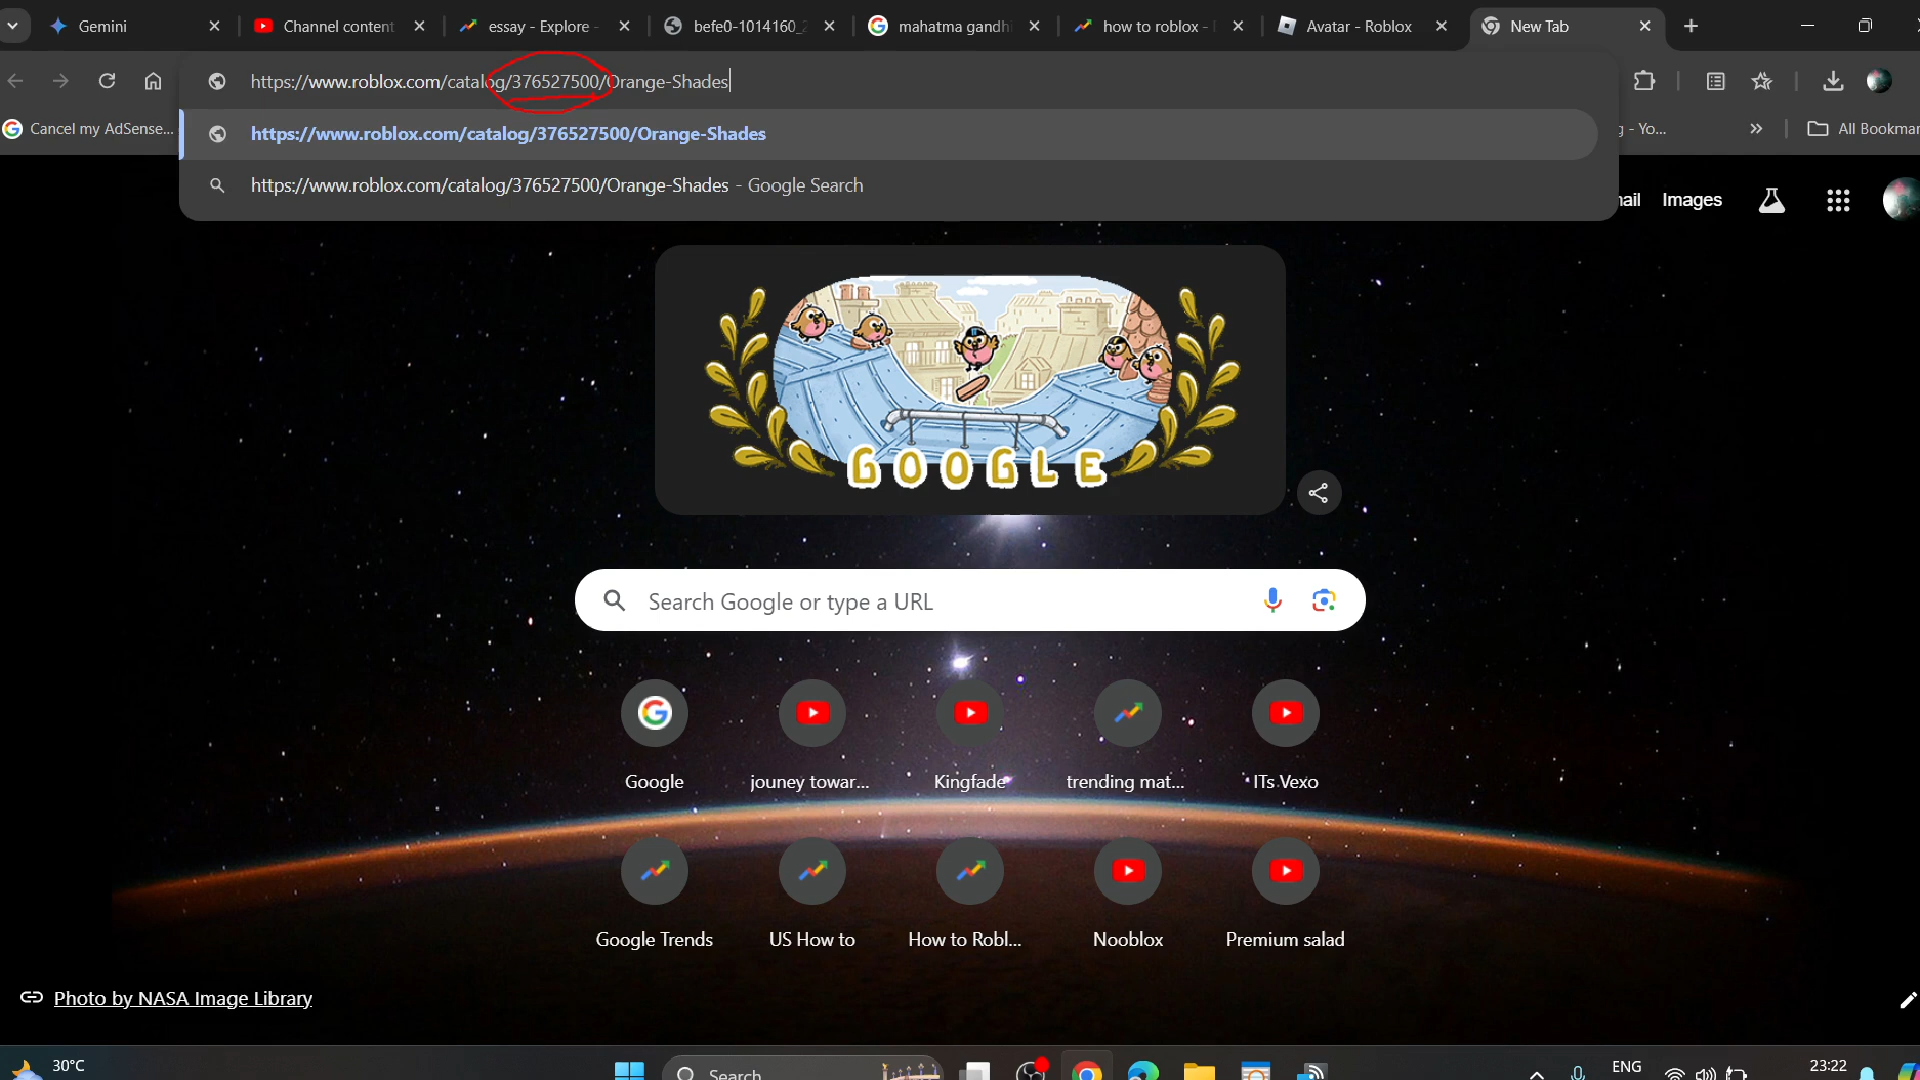 Gemini
Channel content
essay - Explore -
befe0-1014160_2
mahatma gandhi
how to roblox -
Avatar - Roblox
New Tab
https://www.roblox.com/catalog/376527500/Orange-Shades
Cancel my AdSense...
https://www.roblox.com/catalog/376527500/Orange-Shades
g - Yo...
All Bookmar
https://www.roblox.com/catalog/376527500/Orange-Shades - Google Search
ail
Images
GOOGLE
Search Google or type a URL
Google
jouney towar...
Kingfade
trending mat...
ITs Vexo
Google Trends
US How to
How to Robl...
Nooblox
Premium salad
Photo by NASA Image Library
30°C
Search
ENG
23:22